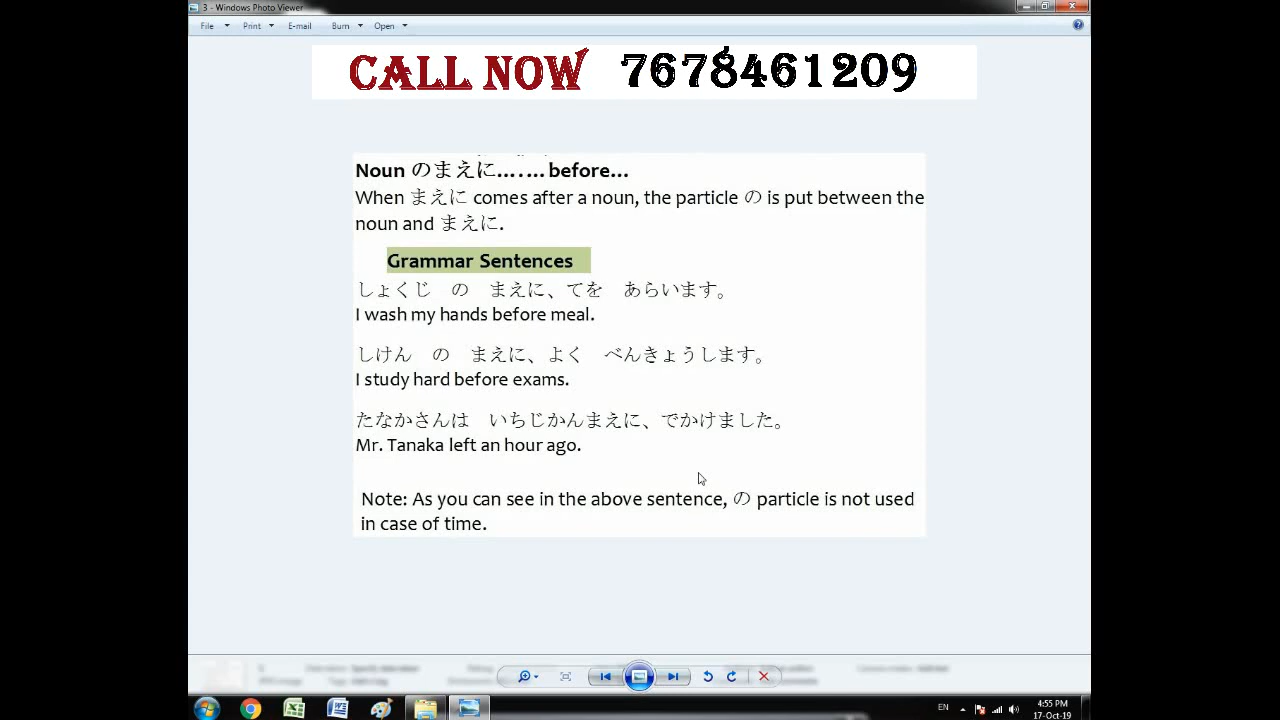 3 - Windows Photo Viewer
File Print E-mail Burn Open
CALL NOW 7678461209
Noun のまえに……. before…
When まえに comes after a noun, the particle の is put between the
noun and まえに.
Grammar Sentences
しょくじ　の　まえに、てを　あらいます。
I wash my hands before meal.
しけん　の　まえに、よく　べんきょうします。
I study hard before exams.
たなかさんは　いちじかんまえに、でかけました。
Mr. Tanaka left an hour ago.
Note: As you can see in the above sentence, の particle is not used
in case of time.
EN
4:55 PM
17-Oct-19